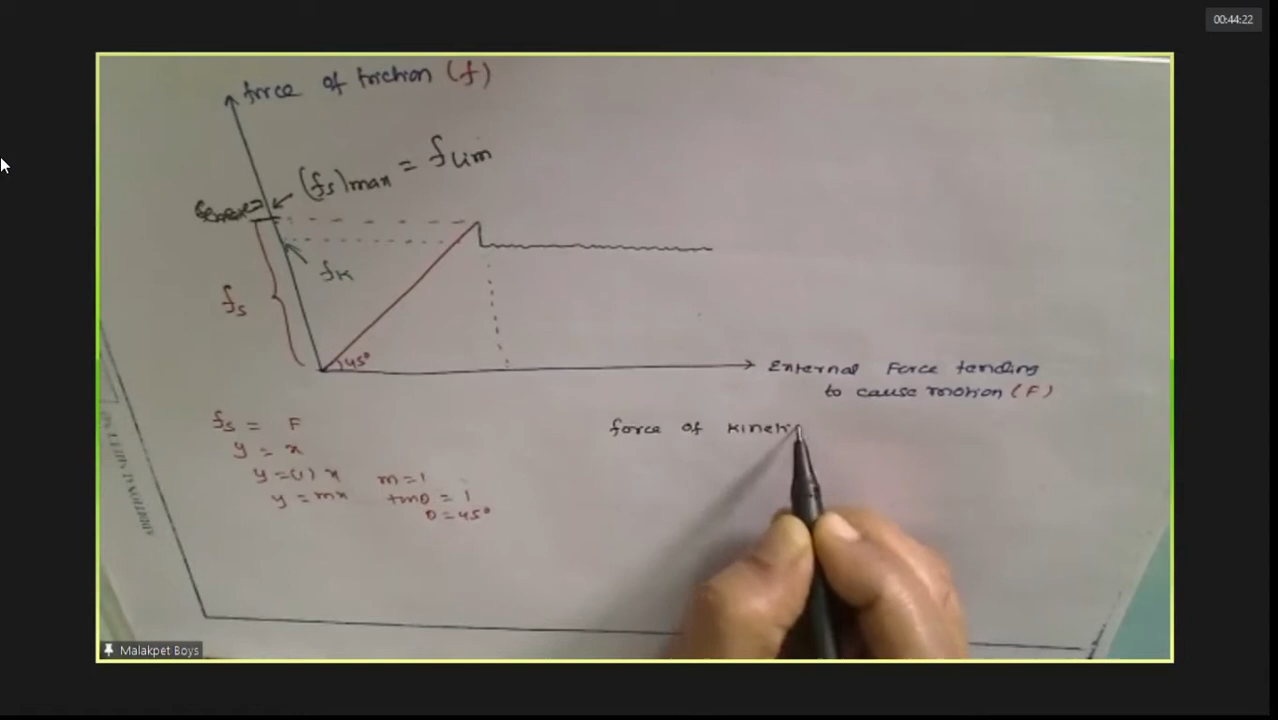 00:44:22
force of friction (f)
(fs)max = flim
fK
fs
45°
External Force tending
to cause motion (F)
fs = F
y = x
y = (1) x m = 1
y = mx tanθ = 1
θ = 45°
force of kineti
Malakpet Boys